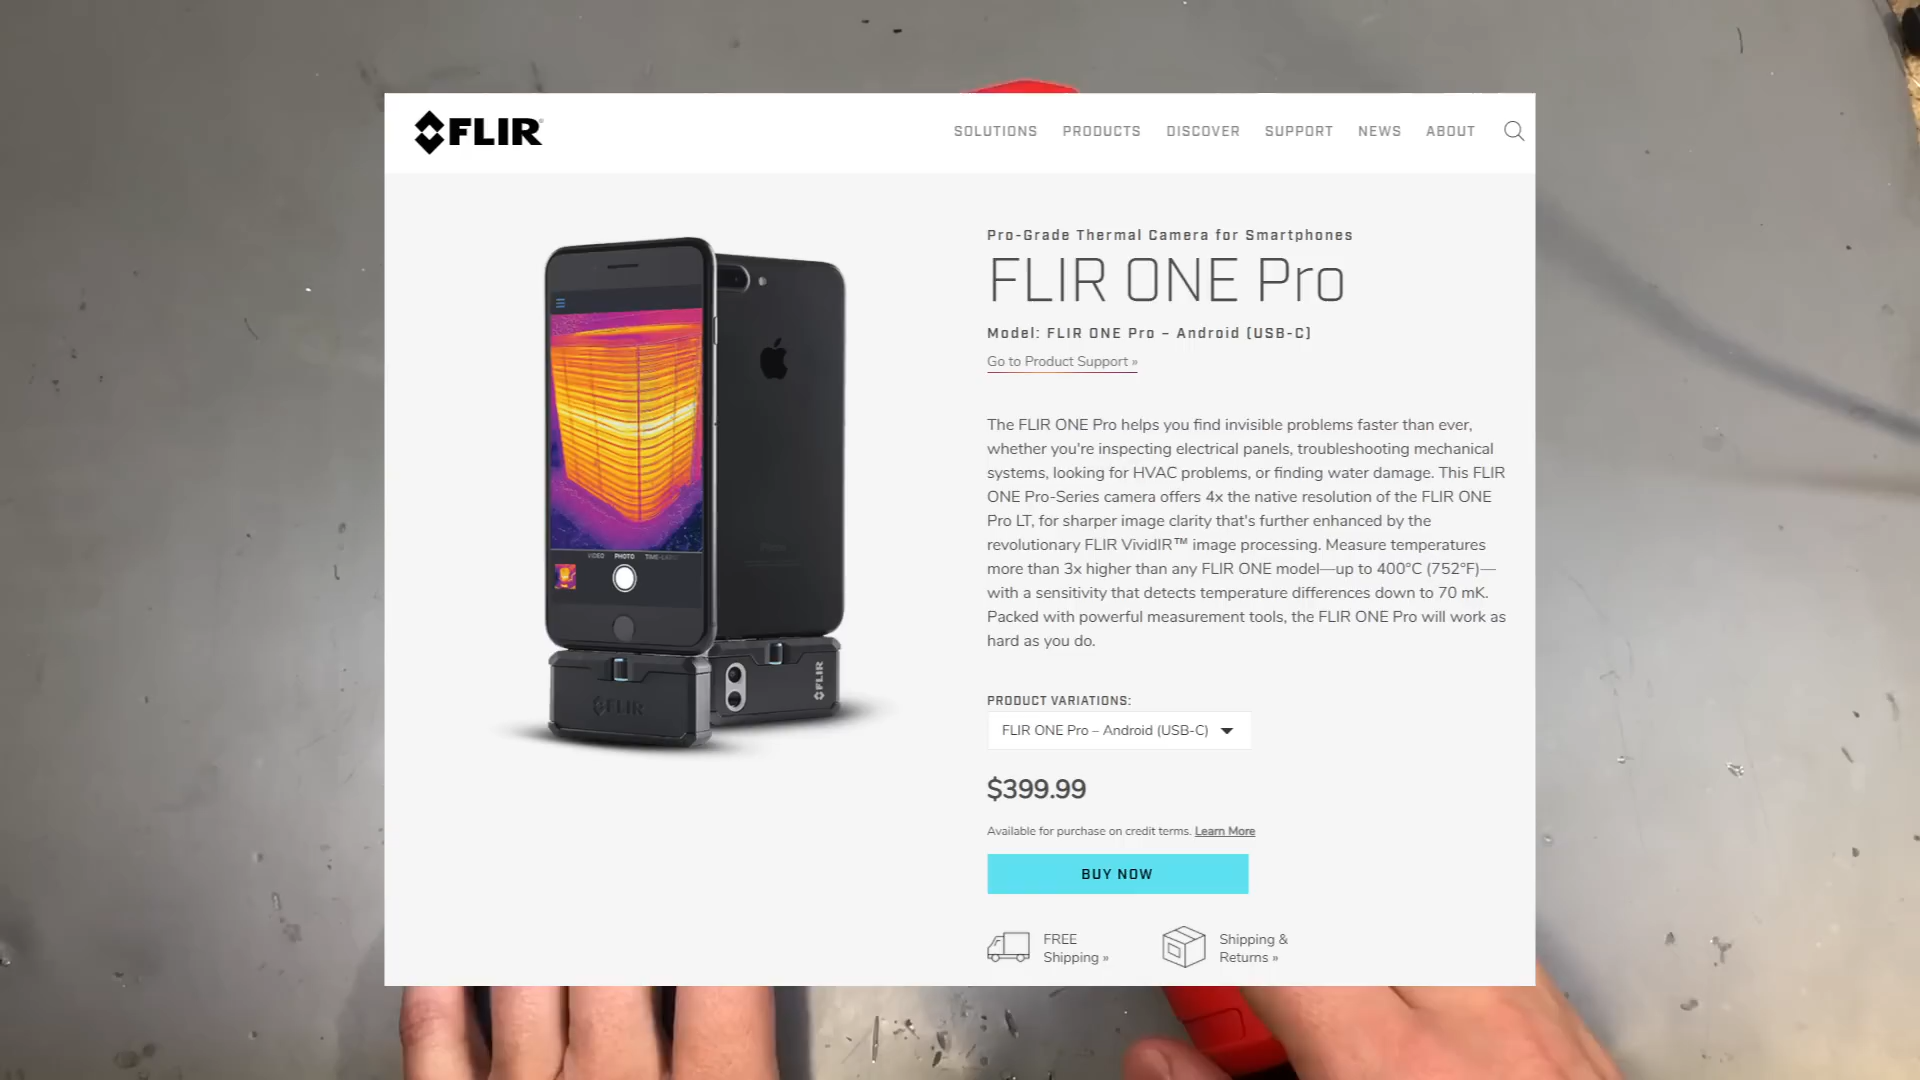 FLIR
SOLUTIONS PRODUCTS DISCOVER SUPPORT NEWS ABOUT
Pro-Grade Thermal Camera for Smartphones
FLIR ONE Pro
Model: FLIR ONE Pro – Android (USB-C)
Go to Product Support »
The FLIR ONE Pro helps you find invisible problems faster than ever,
whether you're inspecting electrical panels, troubleshooting mechanical
systems, looking for HVAC problems, or finding water damage. This FLIR
ONE Pro-Series camera offers 4x the native resolution of the FLIR ONE
Pro LT, for sharper image clarity that's further enhanced by the
revolutionary FLIR VividIR™ image processing. Measure temperatures
more than 3x higher than any FLIR ONE model—up to 400°C (752°F)—
with a sensitivity that detects temperature differences down to 70 mK.
Packed with powerful measurement tools, the FLIR ONE Pro will work as
hard as you do.
PRODUCT VARIATIONS:
FLIR ONE Pro – Android (USB-C)
$399.99
Available for purchase on credit terms. Learn More
BUY NOW
FREE
Shipping »
Shipping &
Returns »
VIDEO PHOTO
FLIR
FLIR